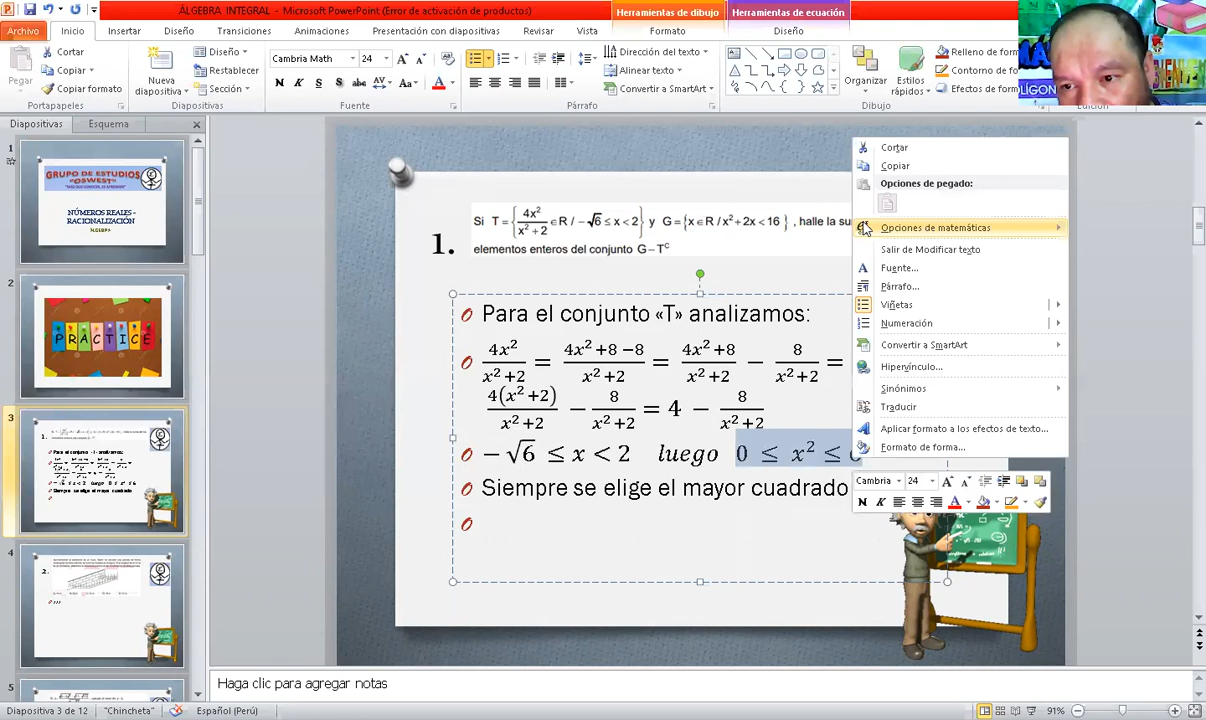 ÁLGEBRA INTEGRAL - Microsoft PowerPoint (Error de activación de productos)
Herramientas de dibujo
Herramientas de ecuación
Archivo
Inicio
Insertar
Diseño
Transiciones
Animaciones
Presentación con diapositivas
Revisar
Vista
Formato
Diseño
Pegar
Cortar
Copiar
Copiar formato
Portapapeles
Nueva
diapositiva
Diseño
Restablecer
Sección
Diapositivas
Cambria Math
24
Fuente
Párrafo
Dirección del texto
Alinear texto
Convertir a SmartArt
Organizar
Estilos
rápidos
Relleno de
Contorno de
Efectos de
Dibujo
Edición
Diapositivas
Esquema
1
GRUPO DE ESTUDIOS
"OSWEST"
NÚMEROS REALES -
RACIONALIZACIÓN
2
PRACTICE
3
4
5
1.
Si T = {4x²/(x²+2) ∈ R / −√6 ≤ x < 2} y G = {x ∈ R / x² + 2x < 16} , halle la su
elementos enteros del conjunto G − Tᶜ
Para el conjunto «T» analizamos:
4x²/(x²+2) = (4x²+8−8)/(x²+2) = (4x²+8)/(x²+2) − 8/(x²+2) =
4(x²+2)/(x²+2) − 8/(x²+2) = 4 − 8/(x²+2)
−√6 ≤ x < 2 luego 0 ≤ x² ≤ 6
Siempre se elige el mayor cuadrado
Cortar
Copiar
Opciones de pegado:
Opciones de matemáticas
Salir de Modificar texto
Fuente...
Párrafo...
Viñetas
Numeración
Convertir a SmartArt
Hipervínculo...
Sinónimos
Traducir
Aplicar formato a los efectos de texto...
Formato de forma...
Cambria
24
Haga clic para agregar notas
Diapositiva 3 de 12
"Chincheta"
Español (Perú)
91%